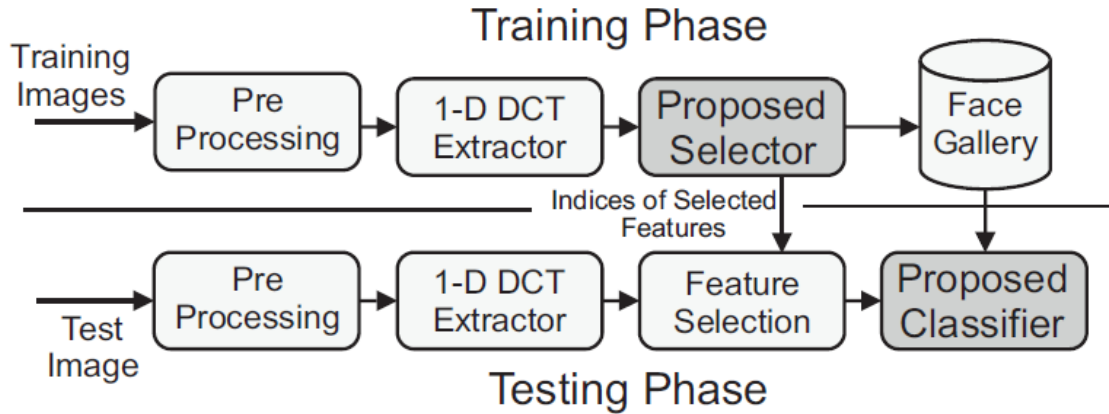 Training Phase
Training
Images
Pre
Processing
1-D DCT
Extractor
Proposed
Selector
Face
Gallery
Indices of Selected
Features
Test
Image
Pre
Processing
1-D DCT
Extractor
Feature
Selection
Proposed
Classifier
Testing Phase